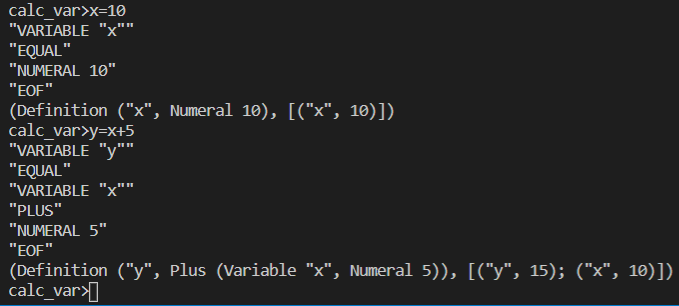 calc_var>x=10
"VARIABLE "x""
"EQUAL"
"NUMERAL 10"
"EOF"
(Definition ("x", Numeral 10), [("x", 10)])
calc_var>y=x+5
"VARIABLE "y""
"EQUAL"
"VARIABLE "x""
"PLUS"
"NUMERAL 5"
"EOF"
(Definition ("y", Plus (Variable "x", Numeral 5)), [("y", 15); ("x", 10)])
calc_var>